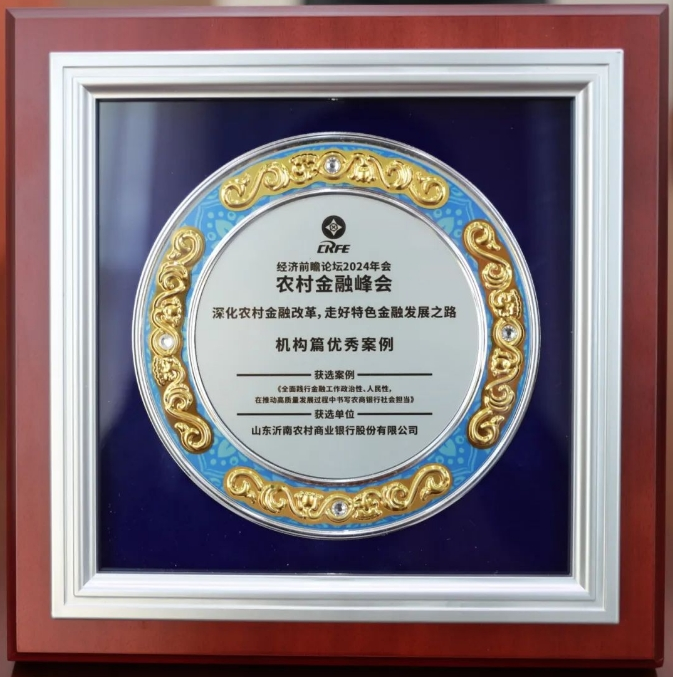 CRFE
经济前瞻论坛2024年会
农村金融峰会
深化农村金融改革，走好特色金融发展之路
机构篇优秀案例
获选案例
《全面践行金融工作政治性、人民性，
在推动高质量发展过程中书写农商银行社会担当》
获选单位
山东沂南农村商业银行股份有限公司